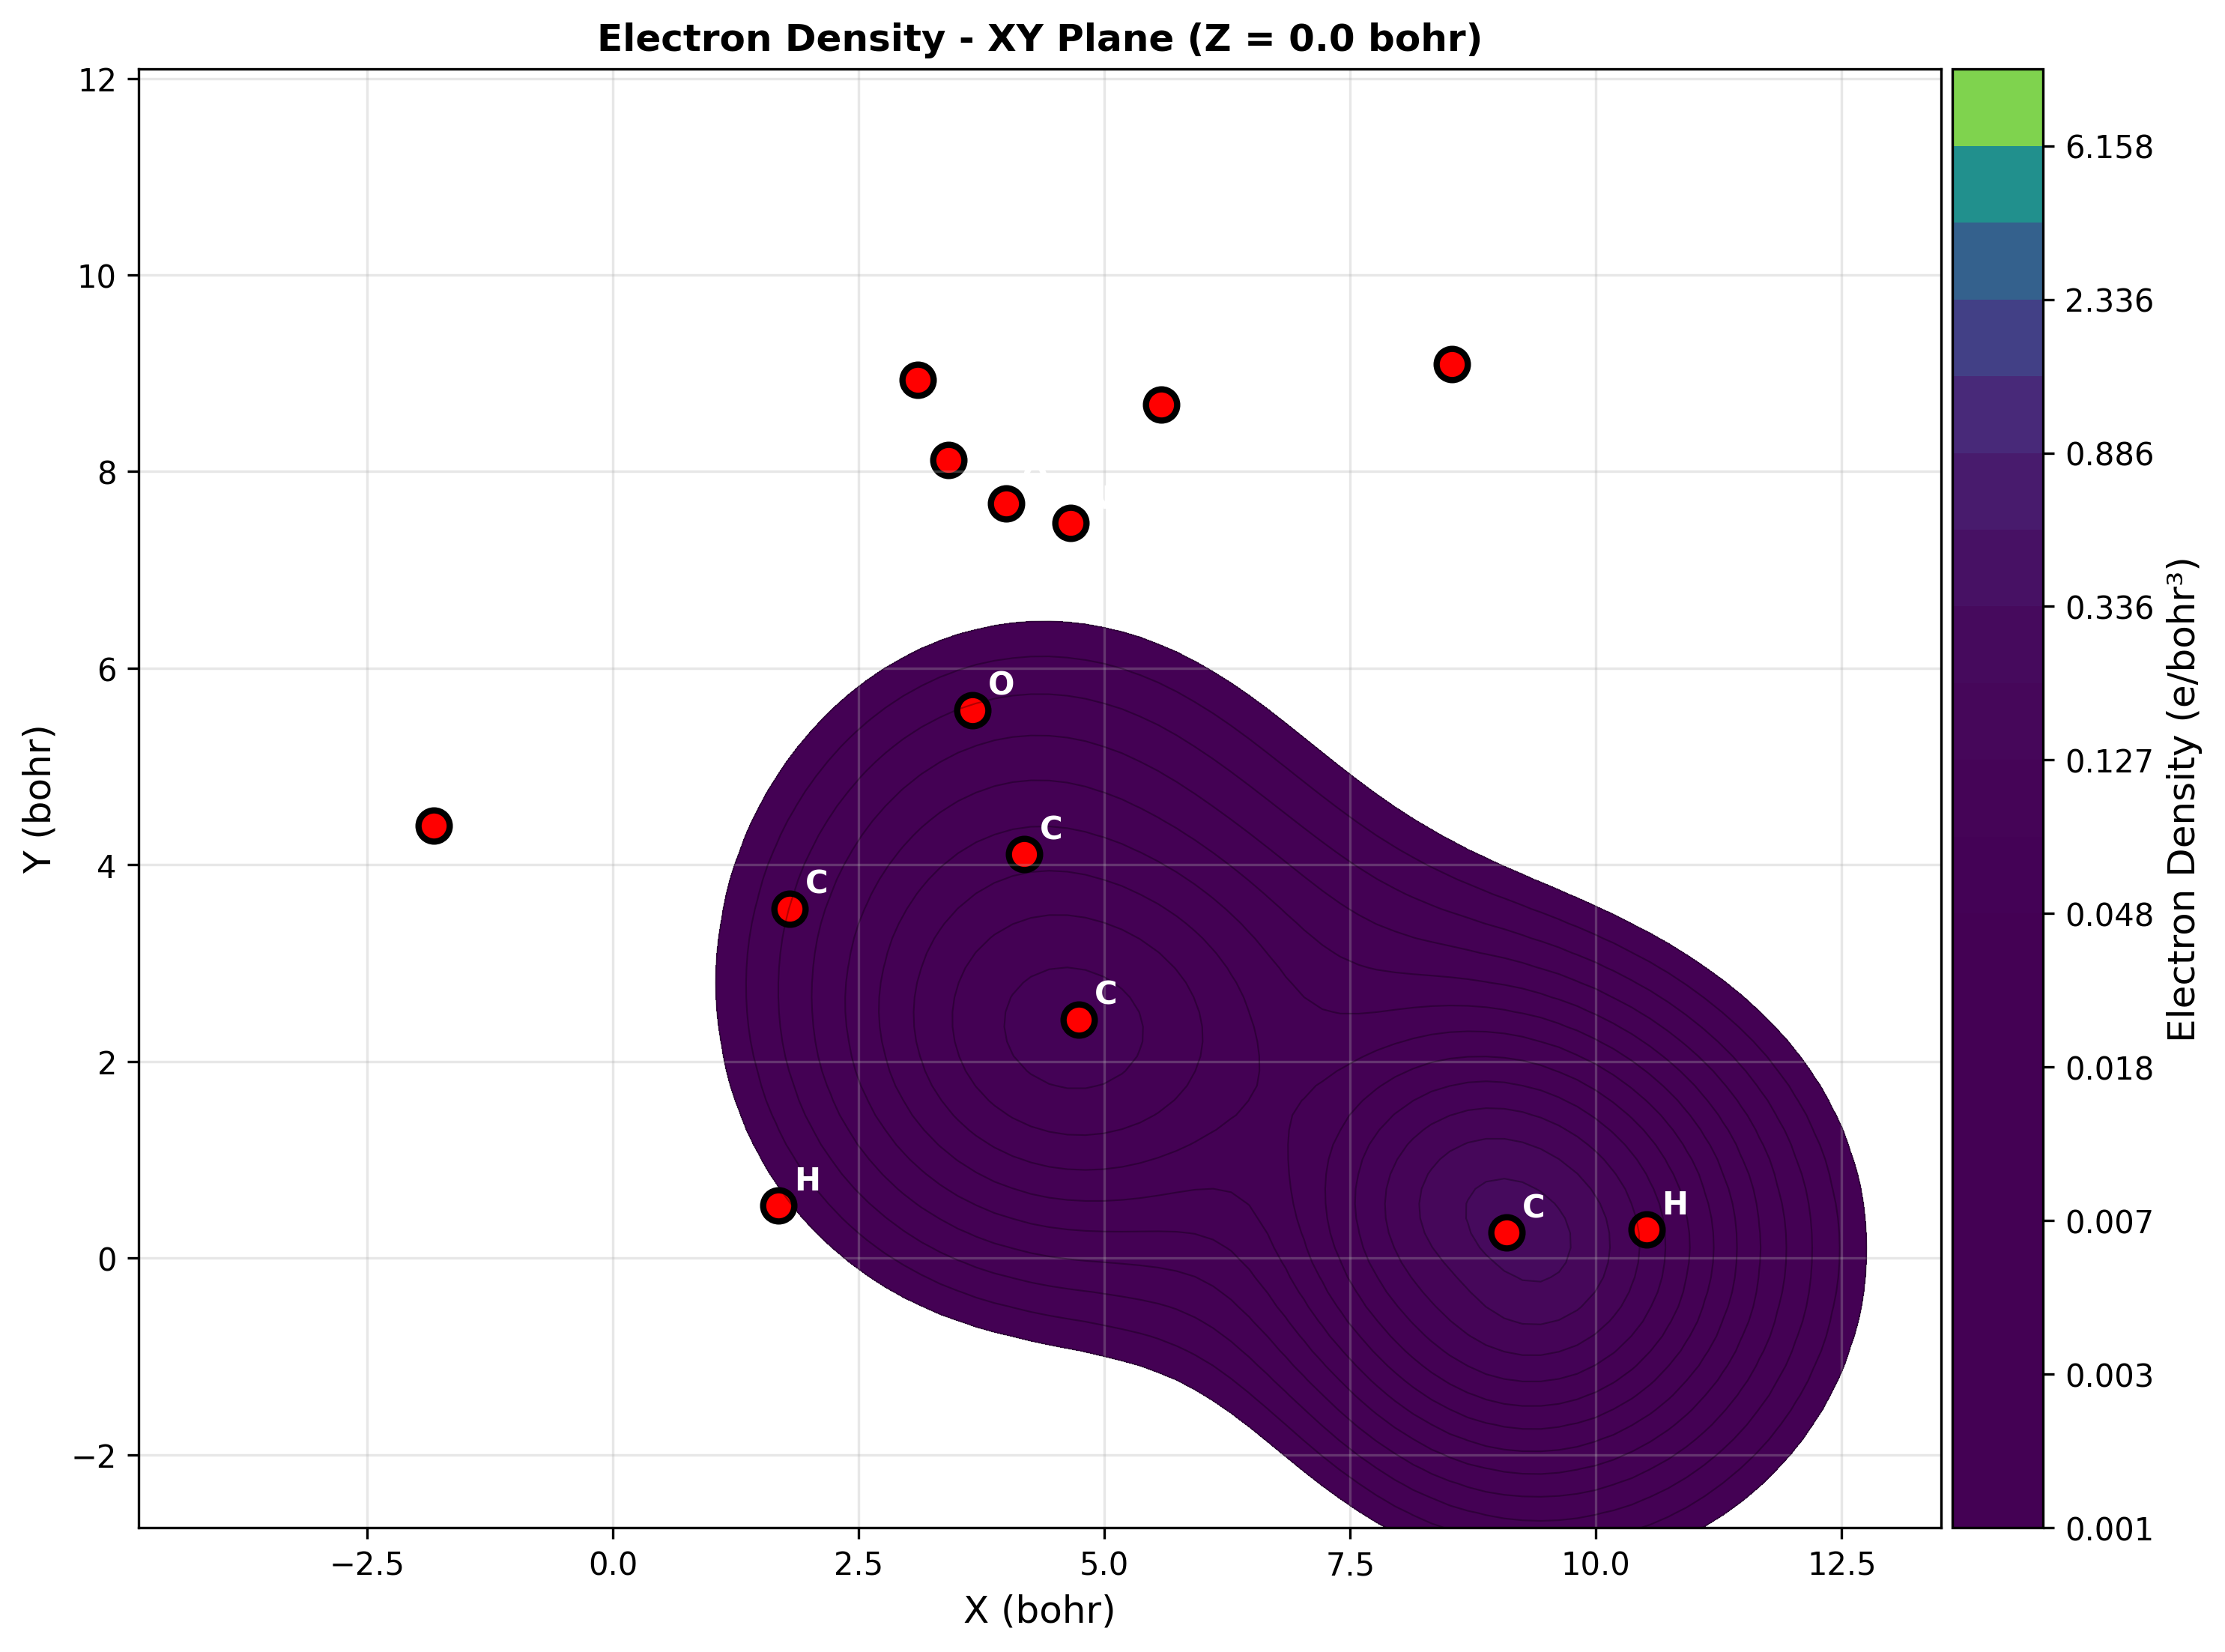 Electron Density - XY Plane (Z = 0.0 bohr)
12
10
8
6
4
2
0
−2
Y (bohr)
O
C
C
C
H
C
H
−2.5 0.0 2.5 5.0 7.5 10.0 12.5
X (bohr)
6.158
2.336
0.886
0.336
0.127
0.048
0.018
0.007
0.003
0.001
Electron Density (e/bohr³)